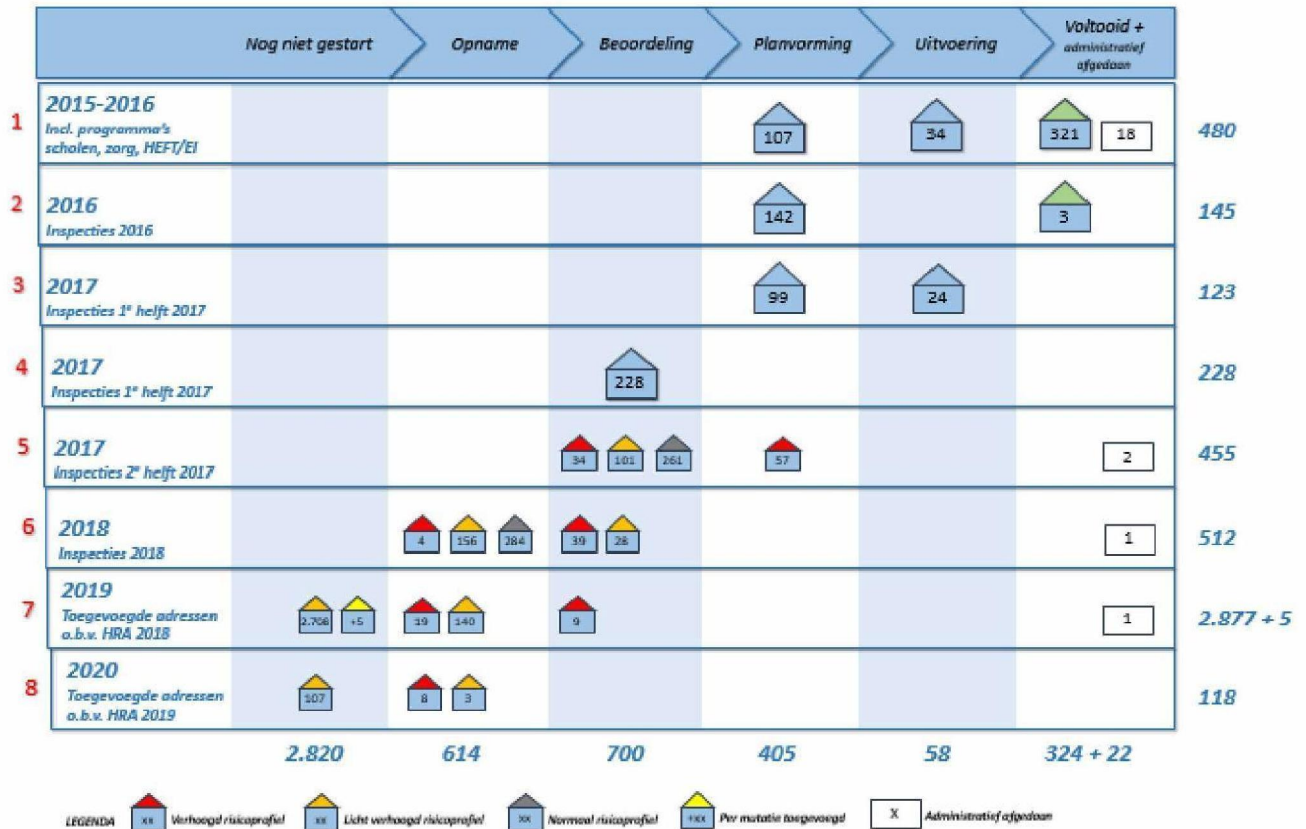 Nog niet gestart Opname Beoordeling Planvorming Uitvoering Voltooid +
administratief
afgedaan
1 2015-2016
Incl. programma's
scholen, zorg, HEFT/EI
107 34 321 18 480
2 2016
Inspecties 2016
142 3 145
3 2017
Inspecties 1e helft 2017
99 24 123
4 2017
Inspecties 1e helft 2017
228 228
5 2017
Inspecties 2e helft 2017
34 101 261 57 2 455
6 2018
Inspecties 2018
4 156 284 39 28 1 512
7 2019
Toegevoegde adressen
o.b.v. HRA 2018
2.708 +5 19 140 9 1 2.877 + 5
8 2020
Toegevoegde adressen
o.b.v. HRA 2019
107 8 3 118
2.820 614 700 405 58 324 + 22
LEGENDA xx Verhoogd risicoprofiel xx Licht verhoogd risicoprofiel xx Normaal risicoprofiel +xx Per mutatie toegevoegd X Administratief afgedaan